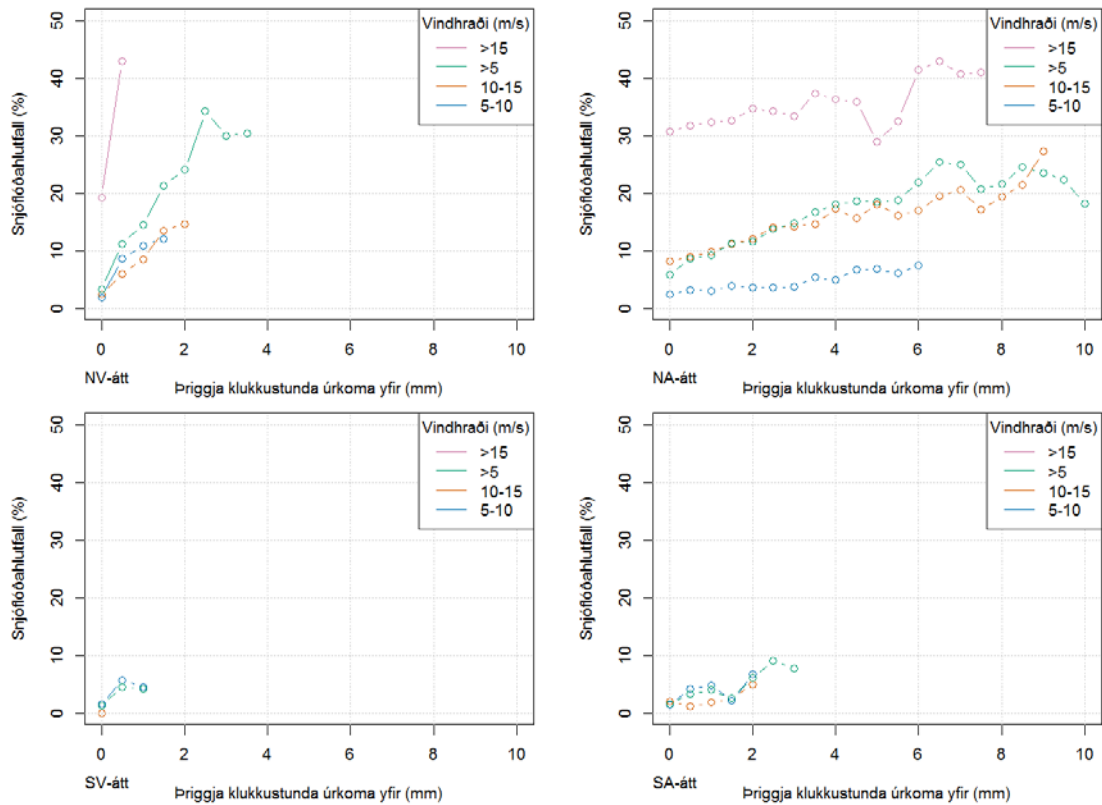 Vindhraði (m/s)
>15
>5
10-15
5-10
50
40
30
20
10
0
Snjóflóðahlutfall (%)
0 2 4 6 8 10
NV-átt
Þriggja klukkustunda úrkoma yfir (mm)
Vindhraði (m/s)
>15
>5
10-15
5-10
50
40
30
20
10
0
Snjóflóðahlutfall (%)
0 2 4 6 8 10
NA-átt
Þriggja klukkustunda úrkoma yfir (mm)
Vindhraði (m/s)
>15
>5
10-15
5-10
50
40
30
20
10
0
Snjóflóðahlutfall (%)
0 2 4 6 8 10
SV-átt
Þriggja klukkustunda úrkoma yfir (mm)
Vindhraði (m/s)
>15
>5
10-15
5-10
50
40
30
20
10
0
Snjóflóðahlutfall (%)
0 2 4 6 8 10
SA-átt
Þriggja klukkustunda úrkoma yfir (mm)